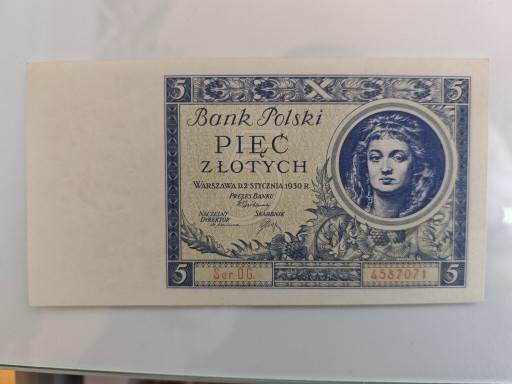 5 5
Bank Polski
PIĘĆ
ZŁOTYCH
WARSZAWA D.2 STYCZNIA 1930 R.
PREZES BANKU
NACZELNY DYREKTOR
SKARBNIK
5 Ser. DG. 4587071 5